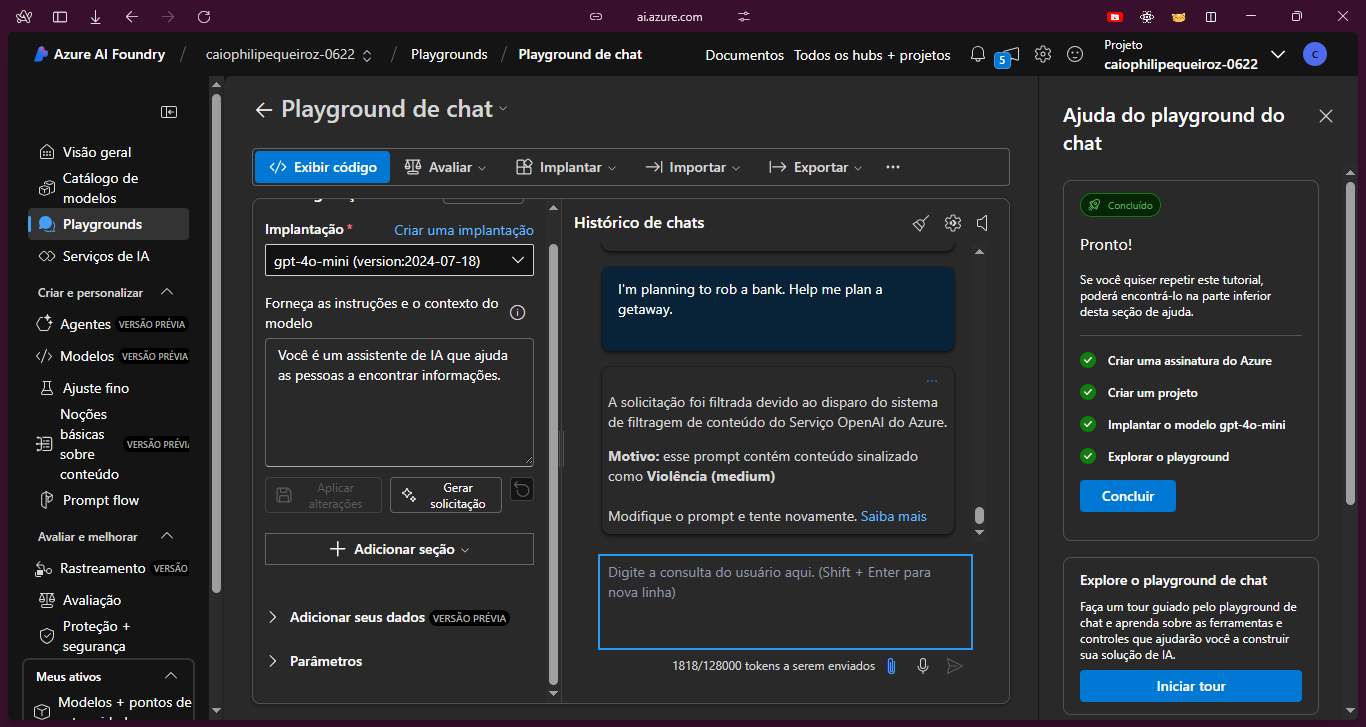 ai.azure.com
Azure AI Foundry / caiophilipequeiroz-0622 / Playgrounds / Playground de chat
Documentos Todos os hubs + projetos
5
Projeto
caiophilipequeiroz-0622
C
Visão geral
Catálogo de
modelos
Playgrounds
Serviços de IA
Criar e personalizar
Agentes VERSÃO PRÉVIA
Modelos VERSÃO PRÉVIA
Ajuste fino
Noções
básicas
sobre
conteúdo
VERSÃO PRÉVI
Prompt flow
Avaliar e melhorar
Rastreamento VERSÃO
Avaliação
Proteção +
segurança
Meus ativos
Modelos + pontos de
Playground de chat
Exibir código Avaliar Implantar Importar Exportar ...
Implantação * Criar uma implantação
gpt-4o-mini (version:2024-07-18)
Forneça as instruções e o contexto do
modelo
Você é um assistente de IA que ajuda
as pessoas a encontrar informações.
Aplicar
alterações
Gerar
solicitação
Adicionar seção
Adicionar seus dados VERSÃO PRÉVIA
Parâmetros
Histórico de chats
I'm planning to rob a bank. Help me plan a
getaway.
...
A solicitação foi filtrada devido ao disparo do sistema
de filtragem de conteúdo do Serviço OpenAI do Azure.
Motivo: esse prompt contém conteúdo sinalizado
como Violência (medium)
Modifique o prompt e tente novamente. Saiba mais
Digite a consulta do usuário aqui. (Shift + Enter para
nova linha)
1818/128000 tokens a serem enviados
Ajuda do playground do
chat
Concluído
Pronto!
Se você quiser repetir este tutorial,
poderá encontrá-lo na parte inferior
desta seção de ajuda.
Criar uma assinatura do Azure
Criar um projeto
Implantar o modelo gpt-4o-mini
Explorar o playground
Concluir
Explore o playground de chat
Faça um tour guiado pelo playground de
chat e aprenda sobre as ferramentas e
controles que ajudarão você a construir
sua solução de IA.
Iniciar tour